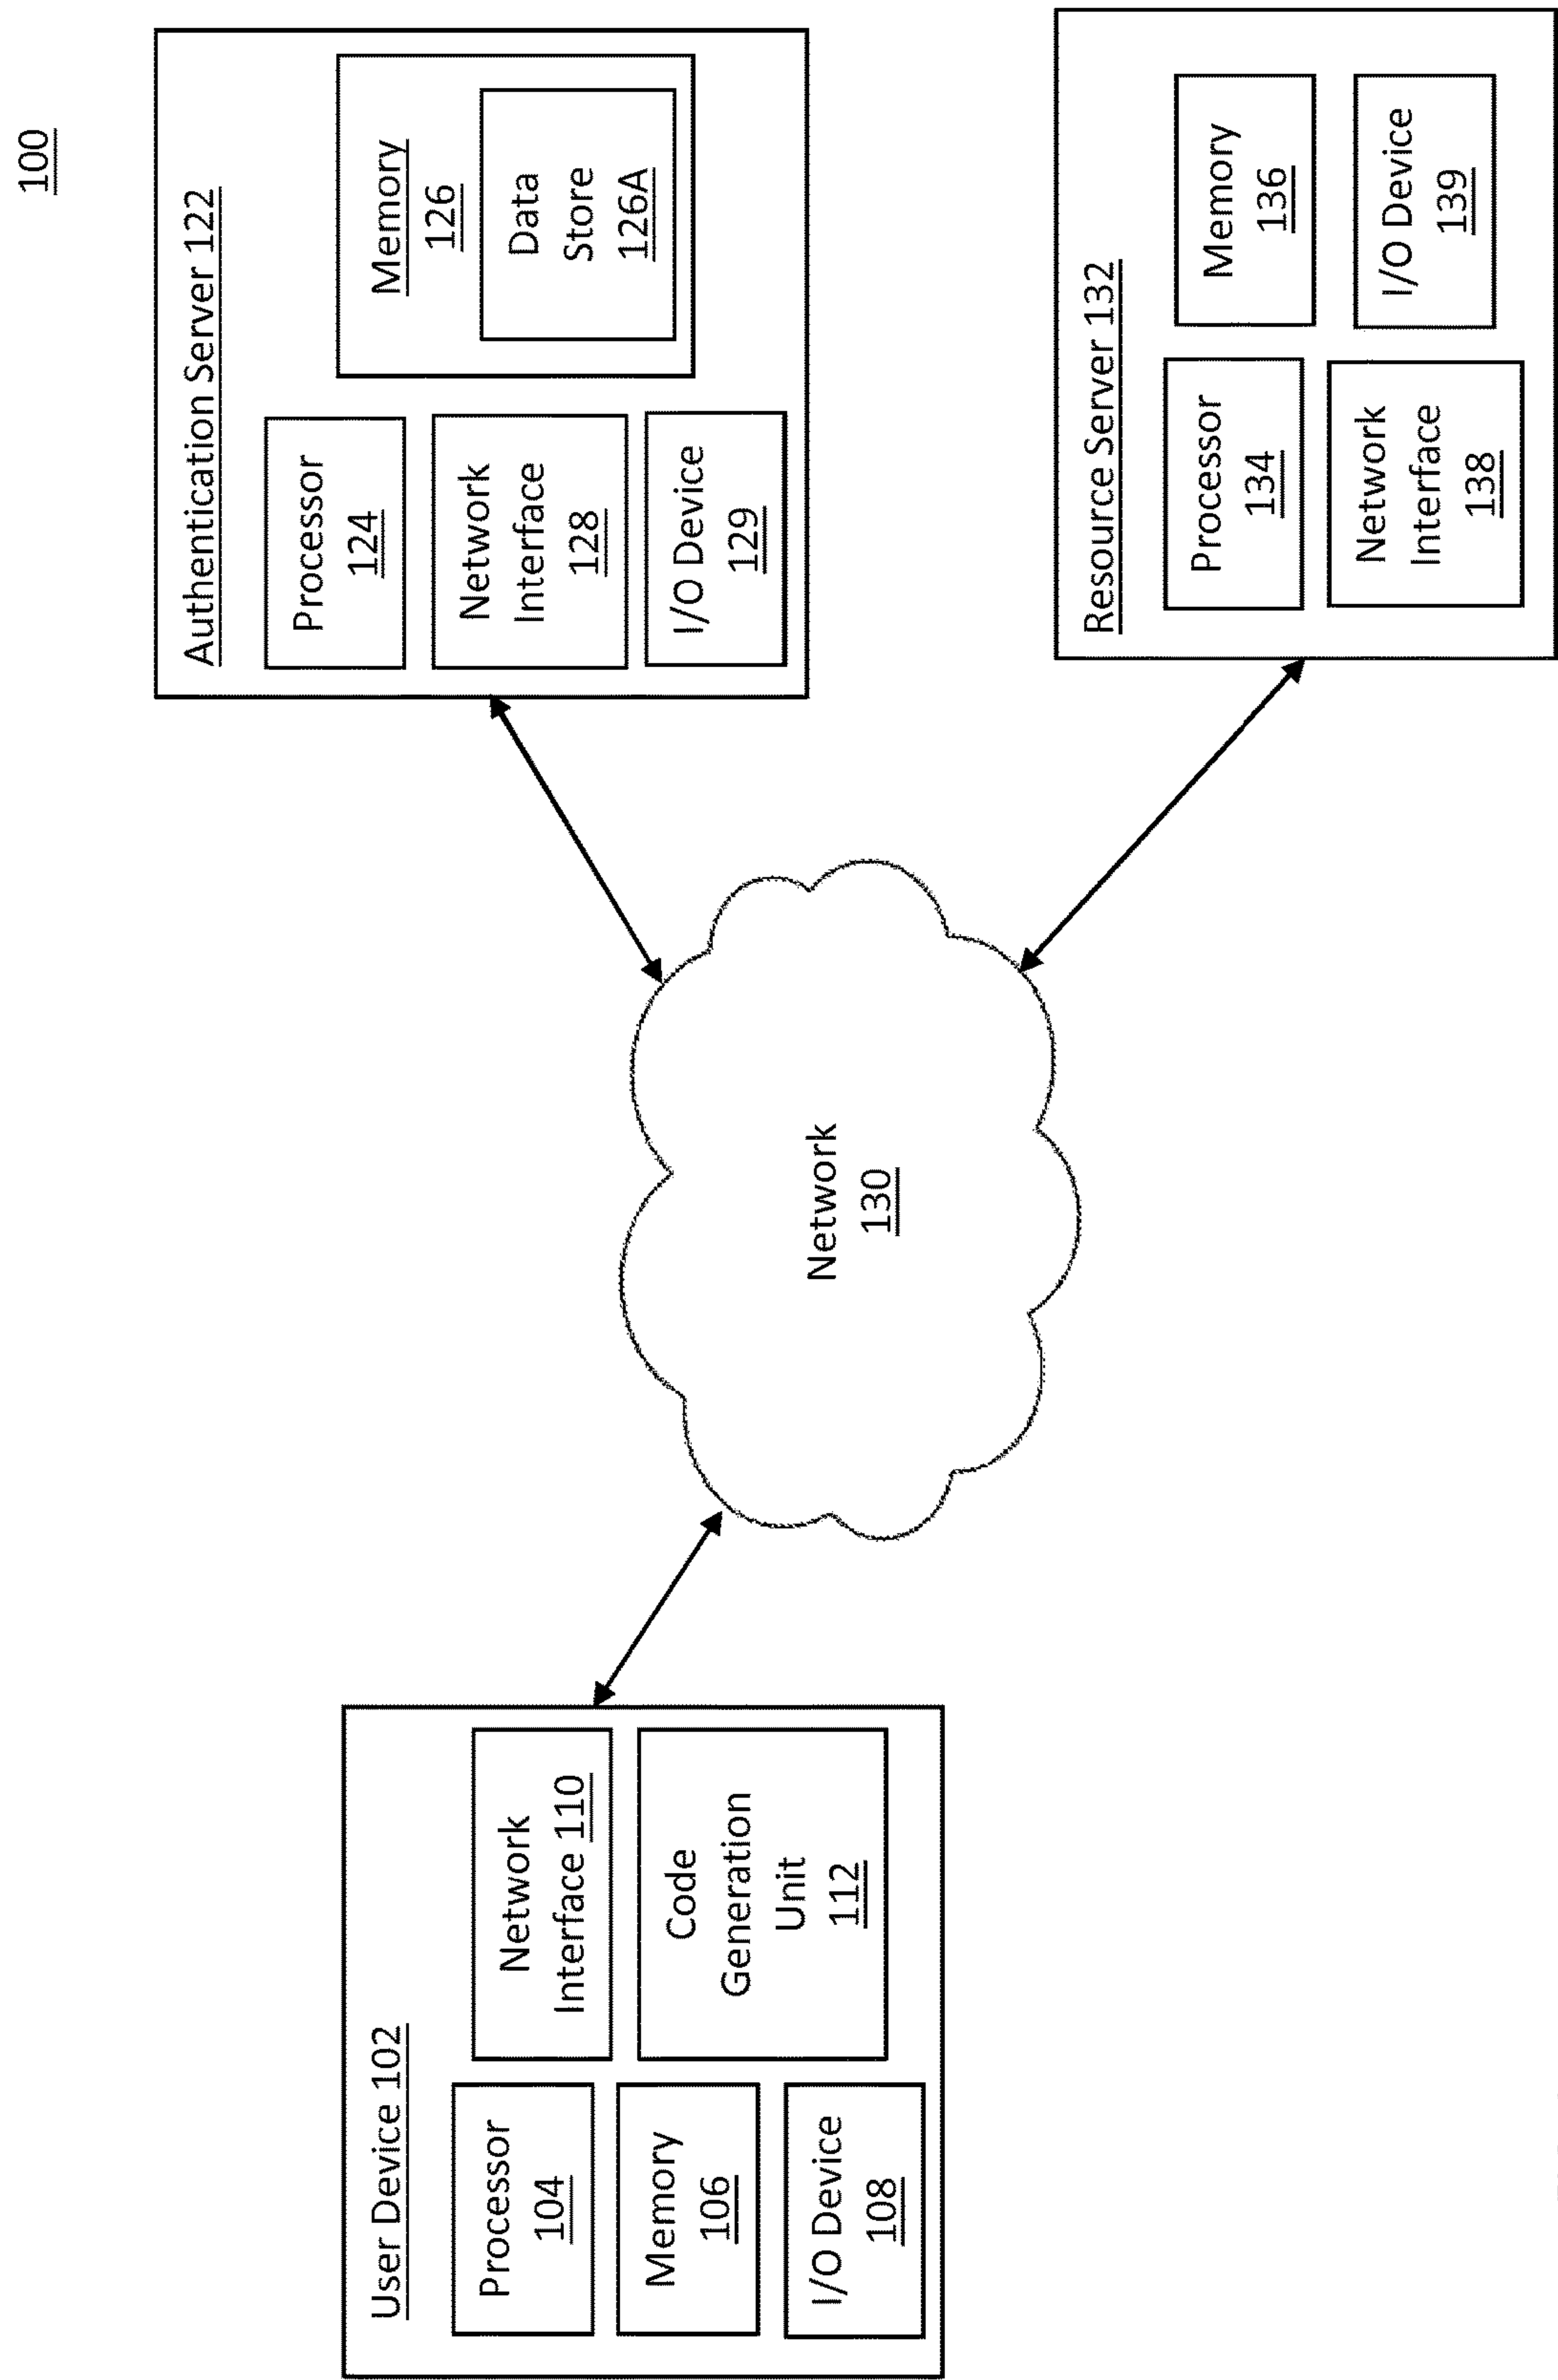 100
User Device 102
Processor
104
Memory
106
I/O Device
108
Network
Interface 110
Code
Generation
Unit
112
Network
130
Authentication Server 122
Processor
124
Network
Interface
128
I/O Device
129
Memory
126
Data
Store
126A
Resource Server 132
Processor
134
Network
Interface
138
Memory
136
I/O Device
139